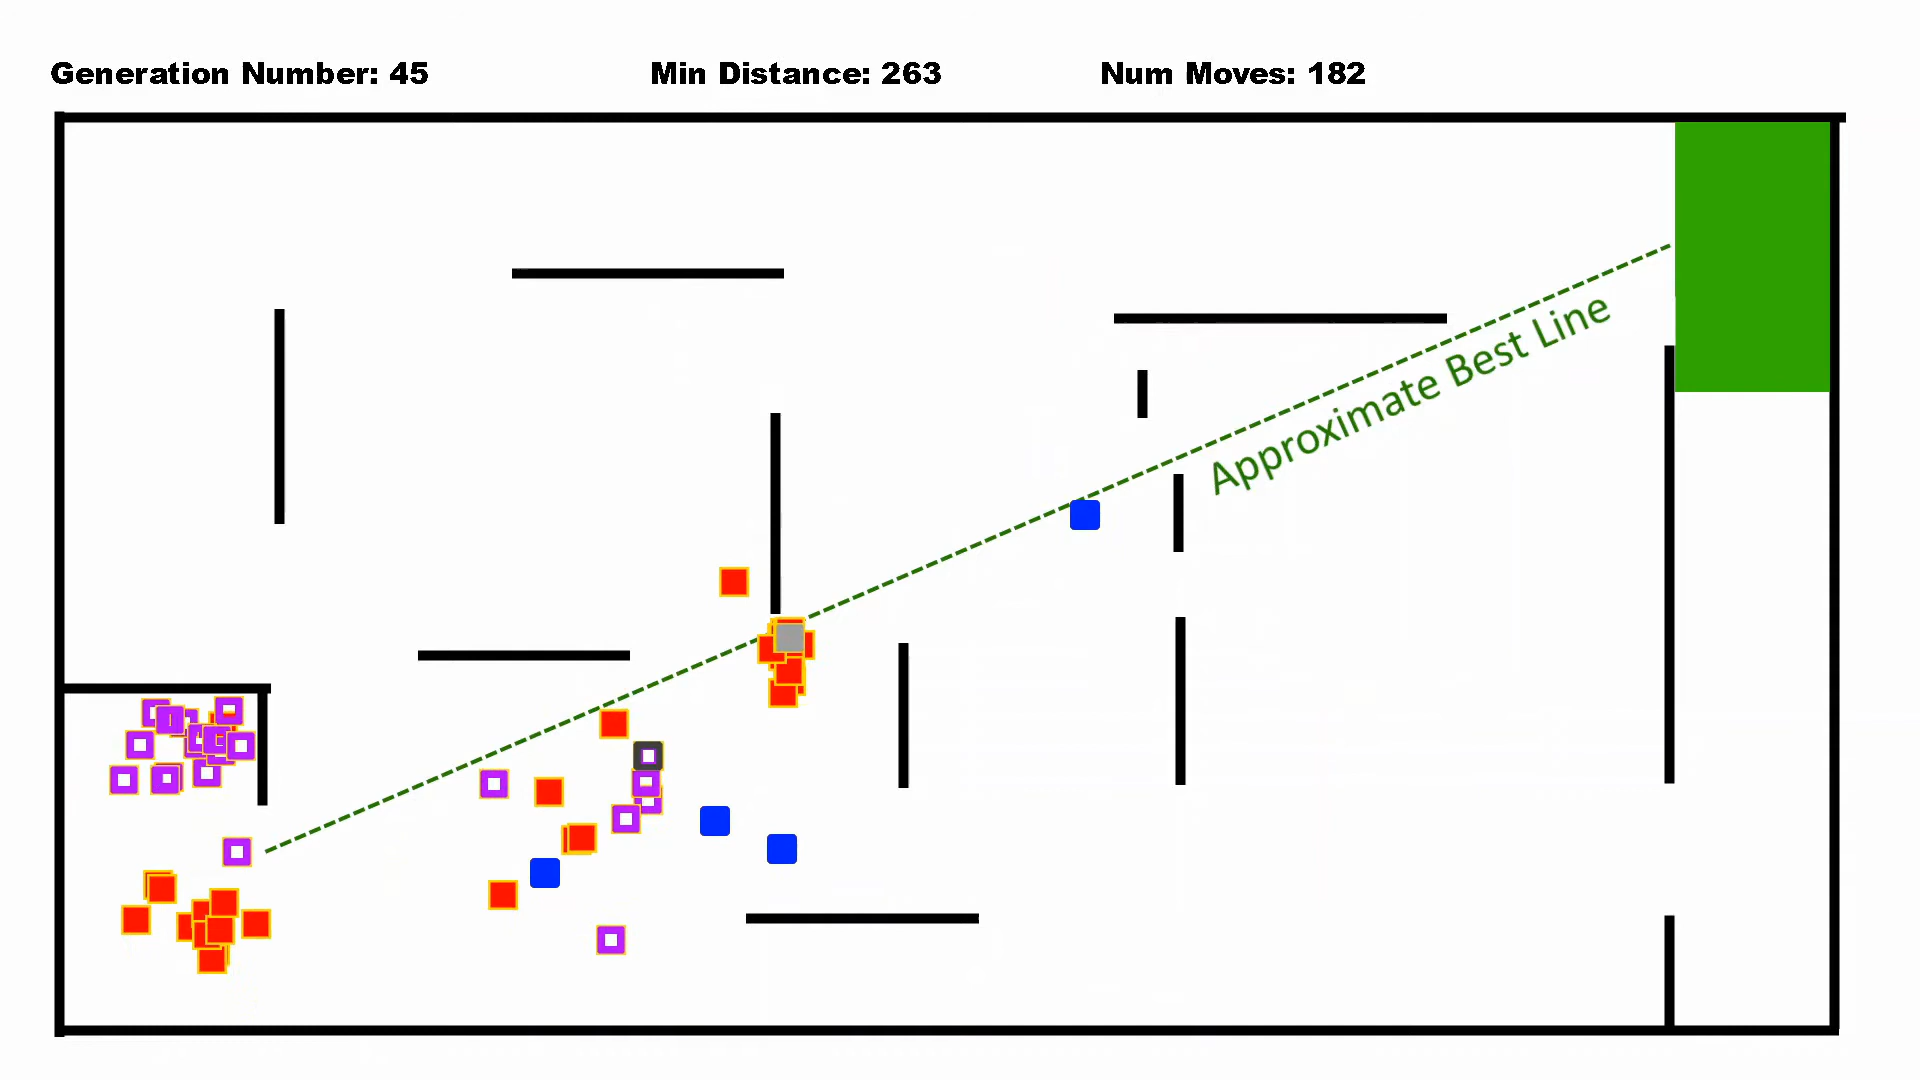 Generation Number: 45
Min Distance: 263
Num Moves: 182
Approximate Best Line